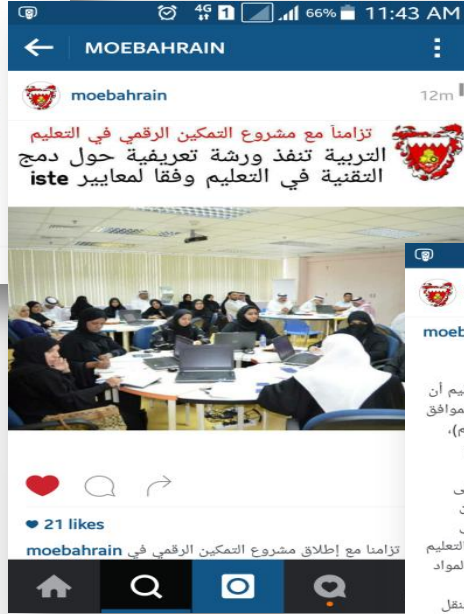 4G 1 66% 11:43 AM
MOEBAHRAIN
moebahrain 12m
تزامناً مع مشروع التمكين الرقمي في التعليم
التربية تنفذ ورشة تعريفية حول دمج
التقنية في التعليم وفقا لمعايير iste
21 likes
moebahrain تزامنا مع إطلاق مشروع التمكين الرقمي في
moeb
يم أن
موافق
م)،
التعليم
المواد